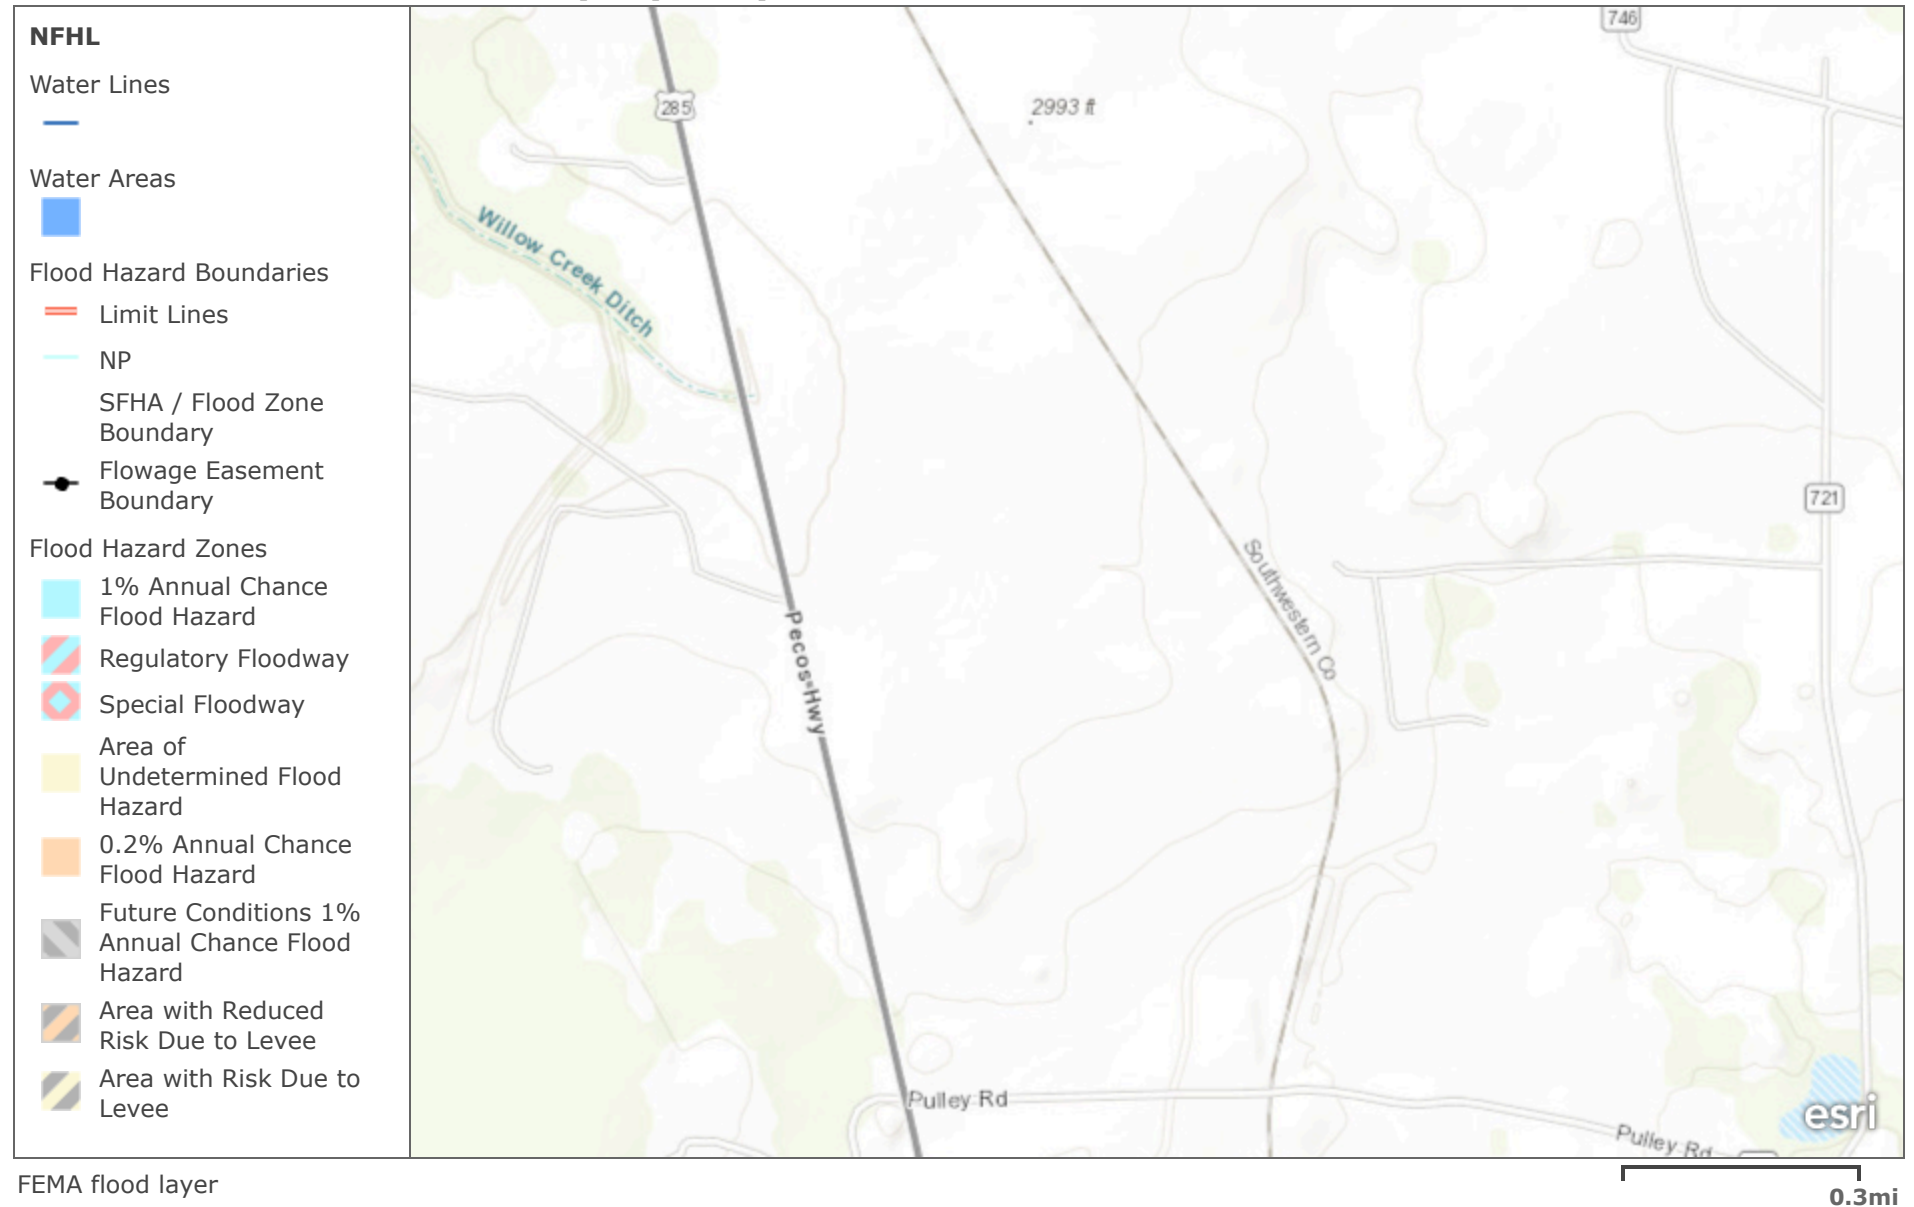 NFHL
Water Lines
Water Areas
Flood Hazard Boundaries
Limit Lines
NP
SFHA / Flood Zone
Boundary
Flowage Easement
Boundary
Flood Hazard Zones
1% Annual Chance
Flood Hazard
Regulatory Floodway
Special Floodway
Area of
Undetermined Flood
Hazard
0.2% Annual Chance
Flood Hazard
Future Conditions 1%
Annual Chance Flood
Hazard
Area with Reduced
Risk Due to Levee
Area with Risk Due to
Levee
746
285
2993 ft
Willow Creek Ditch
721
Southwestern Co
Pecos Hwy
Pulley Rd
esri
Pulley Rd
FEMA flood layer
0.3mi